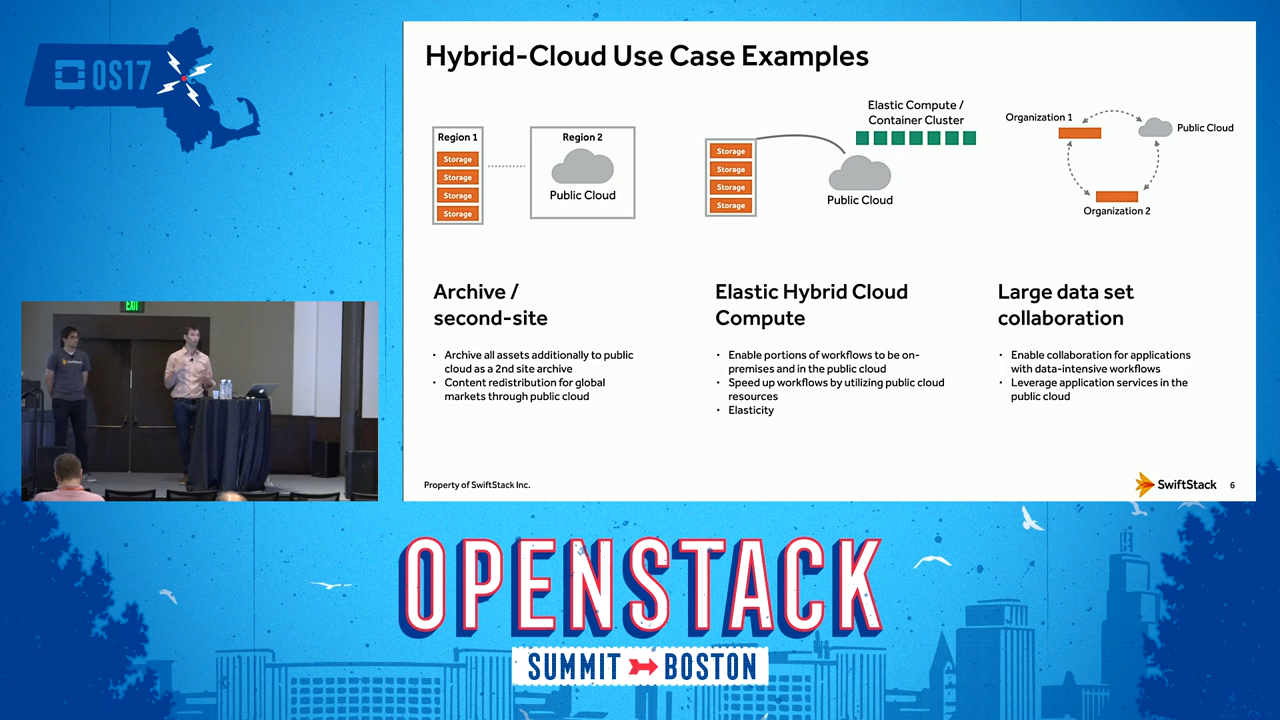 OS17
Hybrid-Cloud Use Case Examples
Region 1
Storage
Storage
Storage
Storage
Region 2
Public Cloud
Storage
Storage
Storage
Storage
Elastic Compute /
Container Cluster
Public Cloud
Organization 1
Public Cloud
Organization 2
Archive /
second-site
• Archive all assets additionally to public
cloud as a 2nd site archive
• Content redistribution for global
markets through public cloud
Elastic Hybrid Cloud
Compute
• Enable portions of workflows to be on-
premises and in the public cloud
• Speed up workflows by utilizing public cloud
resources
• Elasticity
Large data set
collaboration
• Enable collaboration for applications
with data-intensive workflows
• Leverage application services in the
public cloud
Property of SwiftStack Inc.
SwiftStack 6
EXIT
OPENSTACK
SUMMIT BOSTON